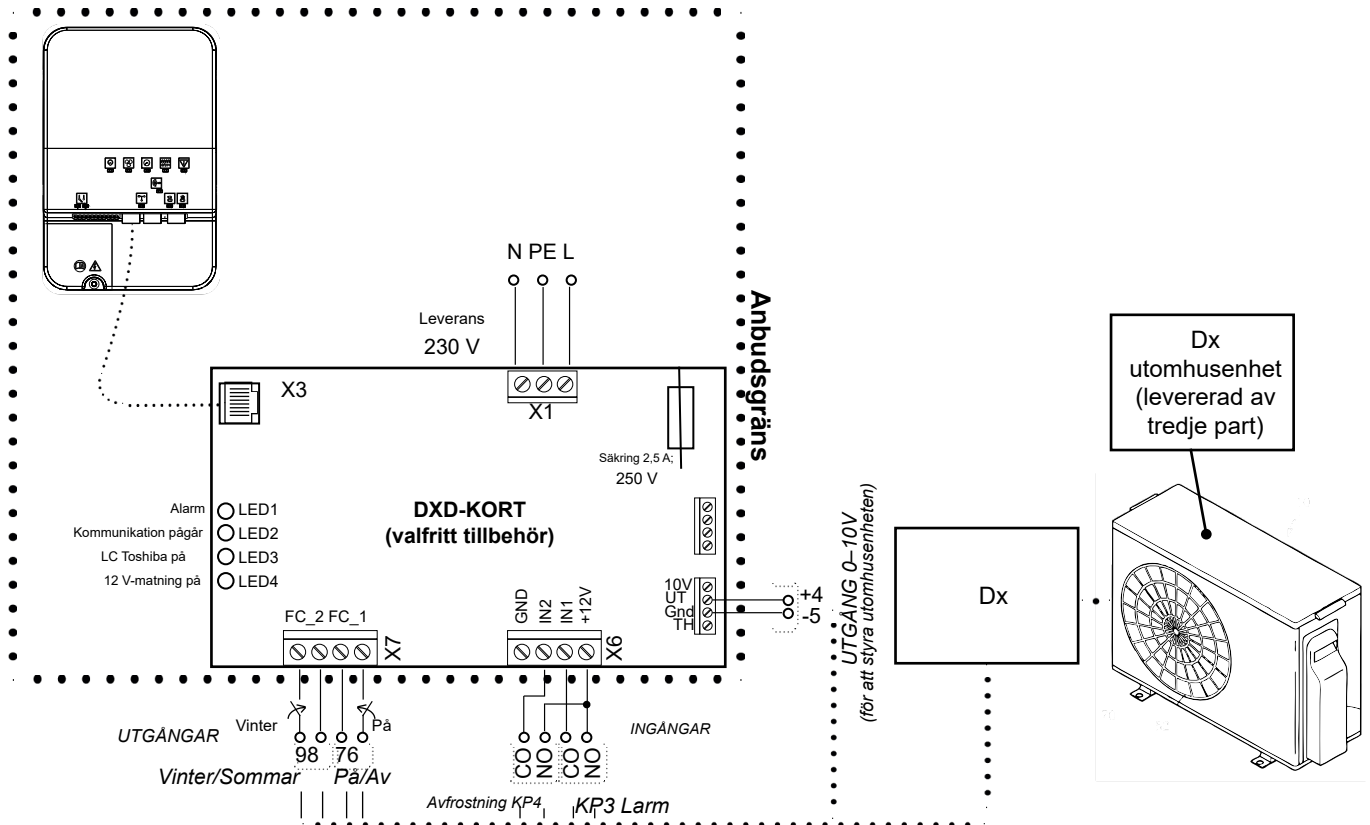 N PE L
Leverans
230 V
X3
X1
Säkring 2,5 A;
250 V
Anbudsgräns
Dx
utomhusenhet
(levererad av
tredje part)
Alarm
LED1
Kommunikation pågår
LED2
LC Toshiba på
LED3
12 V-matning på
LED4
DXD-KORT
(valfritt tillbehör)
10V
UT
Gnd
TH
+4
-5
UTGÅNG 0–10V
(för att styra utomhusenheten)
Dx
FC_2 FC_1
X7
GND
IN2
IN1
+12V
X6
UTGÅNGAR
Vinter
På
INGÅNGAR
98
76
CO
NO
CO
NO
Vinter/Sommar
På/Av
Avfrostning KP4
KP3 Larm